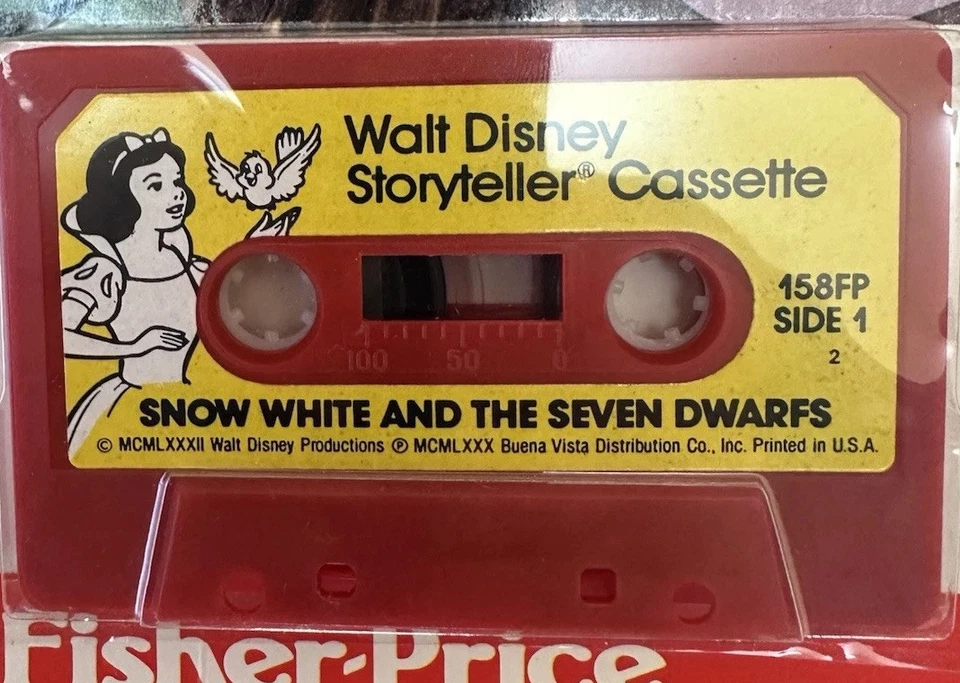 Walt Disney
Storyteller® Cassette
158FP
SIDE 1
2
100 50 0
SNOW WHITE AND THE SEVEN DWARFS
© MCMLXXXII Walt Disney Productions ℗ MCMLXXX Buena Vista Distribution Co., Inc. Printed in U.S.A.
Fisher-Price